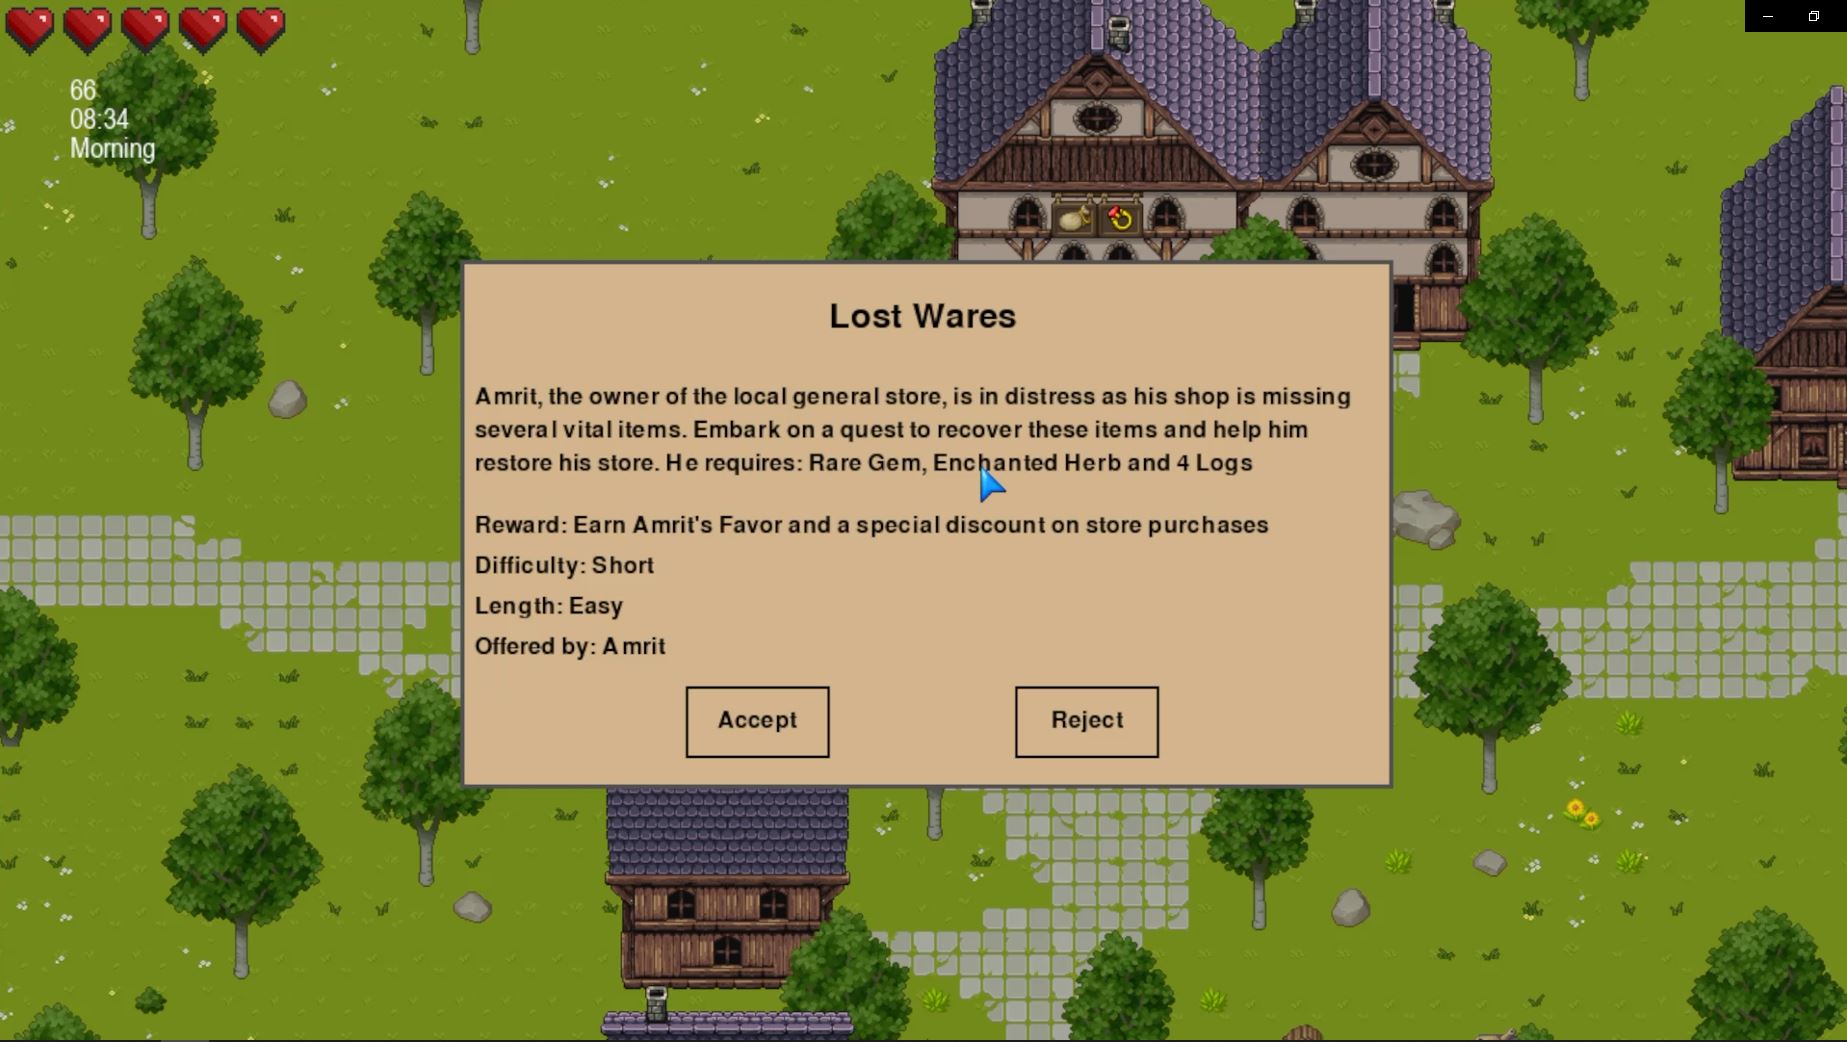 66
08:34
Morning
Lost Wares
Amrit, the owner of the local general store, is in distress as his shop is missing
several vital items. Embark on a quest to recover these items and help him
restore his store. He requires: Rare Gem, Enchanted Herb and 4 Logs
Reward: Earn Amrit's Favor and a special discount on store purchases
Difficulty: Short
Length: Easy
Offered by: Amrit
Accept
Reject